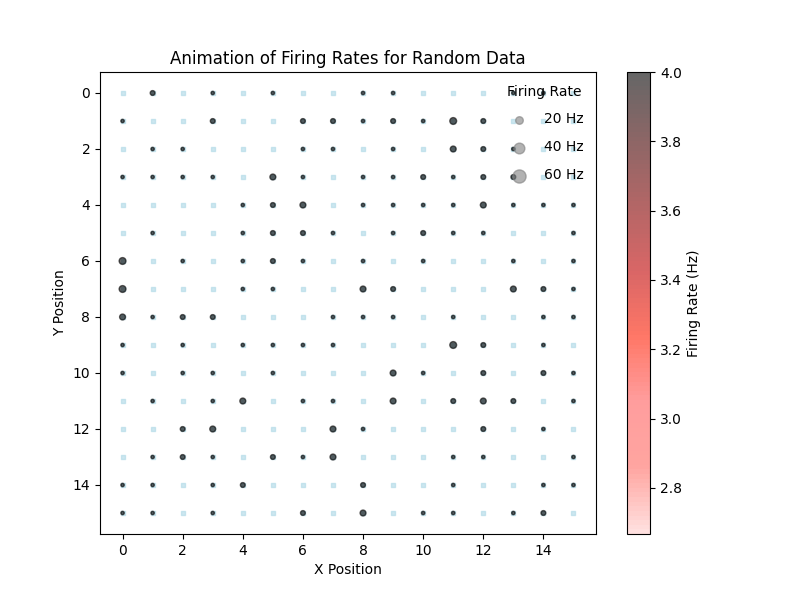 Animation of Firing Rates for Random Data
Firing Rate
20 Hz
40 Hz
60 Hz
0
2
4
6
8
10
12
14
Y Position
0 2 4 6 8 10 12 14
X Position
4.0
3.8
3.6
3.4
3.2
3.0
2.8
Firing Rate (Hz)